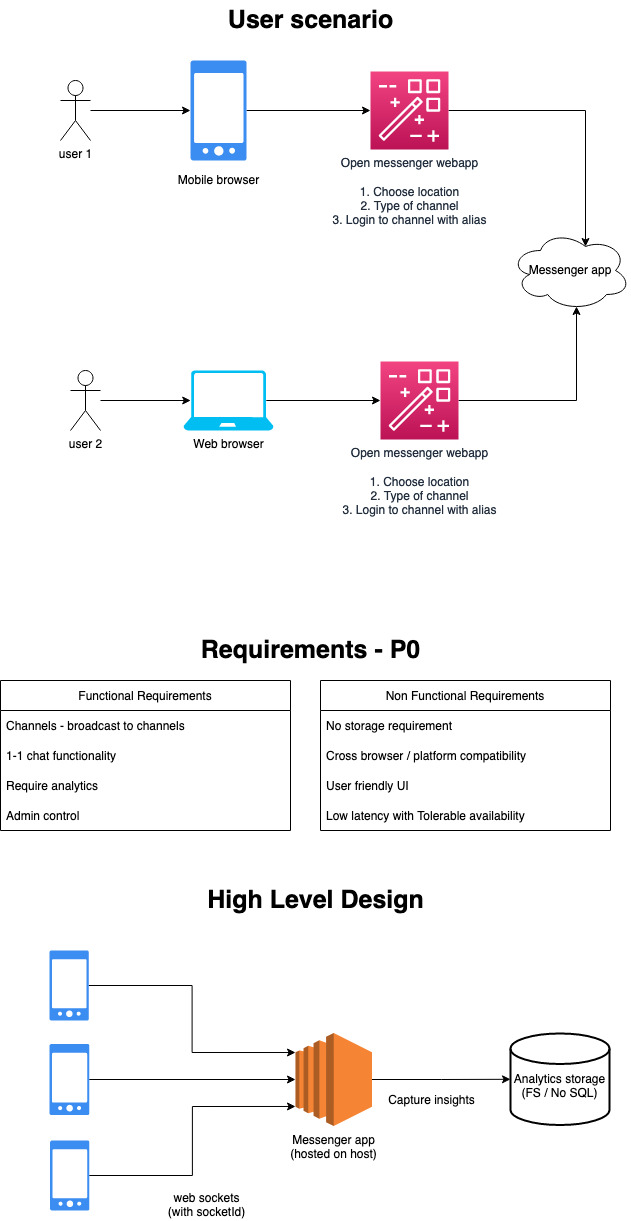 User scenario
user 1
Mobile browser
Open messenger webapp
1. Choose location
2. Type of channel
3. Login to channel with alias
Messenger app
user 2
Web browser
Open messenger webapp
1. Choose location
2. Type of channel
3. Login to channel with alias
Requirements - P0
Functional Requirements
Channels - broadcast to channels
1-1 chat functionality
Require analytics
Admin control
Non Functional Requirements
No storage requirement
Cross browser / platform compatibility
User friendly UI
Low latency with Tolerable availability
High Level Design
Messenger app
(hosted on host)
Capture insights
Analytics storage
(FS / No SQL)
web sockets
(with socketId)